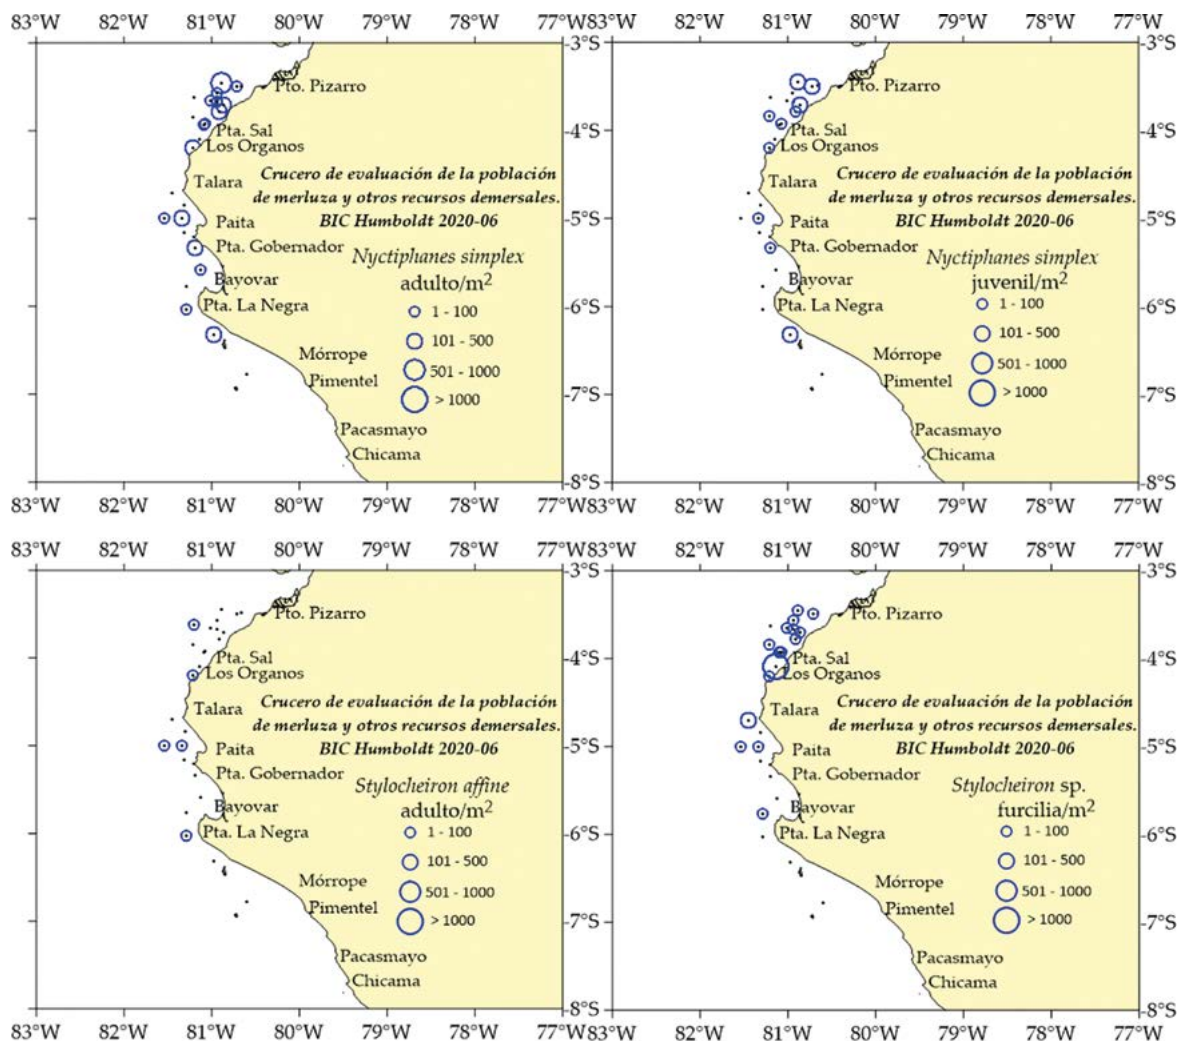 83°W 82°W 81°W 80°W 79°W 78°W 77°W
-3°S
Pto. Pizarro
-4°S
Pta. Sal
Los Organos
Talara
Crucero de evaluación de la población
de merluza y otros recursos demersales.
BIC Humboldt 2020-06
-5°S
Paita
Pta. Gobernador
Nyctiphanes simplex
adulto/m²
Bayovar
1 - 100
-6°S
Pta. La Negra
101 - 500
Mórrope
501 - 1000
Pimentel
> 1000
-7°S
Pacasmayo
Chicama
-8°S
83°W 82°W 81°W 80°W 79°W 78°W 77°W
83°W 82°W 81°W 80°W 79°W 78°W 77°W
-3°S
Pto. Pizarro
-4°S
Pta. Sal
Los Organos
Talara
Crucero de evaluación de la población
de merluza y otros recursos demersales.
BIC Humboldt 2020-06
-5°S
Paita
Pta. Gobernador
Nyctiphanes simplex
juvenil/m²
Bayovar
1 - 100
-6°S
Pta. La Negra
101 - 500
Mórrope
501 - 1000
Pimentel
> 1000
-7°S
Pacasmayo
Chicama
-8°S
83°W 82°W 81°W 80°W 79°W 78°W 77°W
83°W 82°W 81°W 80°W 79°W 78°W 77°W
-3°S
Pto. Pizarro
-4°S
Pta. Sal
Los Organos
Talara
Crucero de evaluación de la población
de merluza y otros recursos demersales.
BIC Humboldt 2020-06
-5°S
Paita
Pta. Gobernador
Stylocheiron affine
adulto/m²
Bayovar
1 - 100
-6°S
Pta. La Negra
101 - 500
Mórrope
501 - 1000
Pimentel
> 1000
-7°S
Pacasmayo
Chicama
-8°S
83°W 82°W 81°W 80°W 79°W 78°W 77°W
83°W 82°W 81°W 80°W 79°W 78°W 77°W
-3°S
Pto. Pizarro
-4°S
Pta. Sal
Los Organos
Talara
Crucero de evaluación de la población
de merluza y otros recursos demersales.
BIC Humboldt 2020-06
-5°S
Paita
Pta. Gobernador
Stylocheiron sp.
furcilia/m²
Bayovar
1 - 100
-6°S
Pta. La Negra
101 - 500
Mórrope
501 - 1000
Pimentel
> 1000
-7°S
Pacasmayo
Chicama
-8°S
83°W 82°W 81°W 80°W 79°W 78°W 77°W